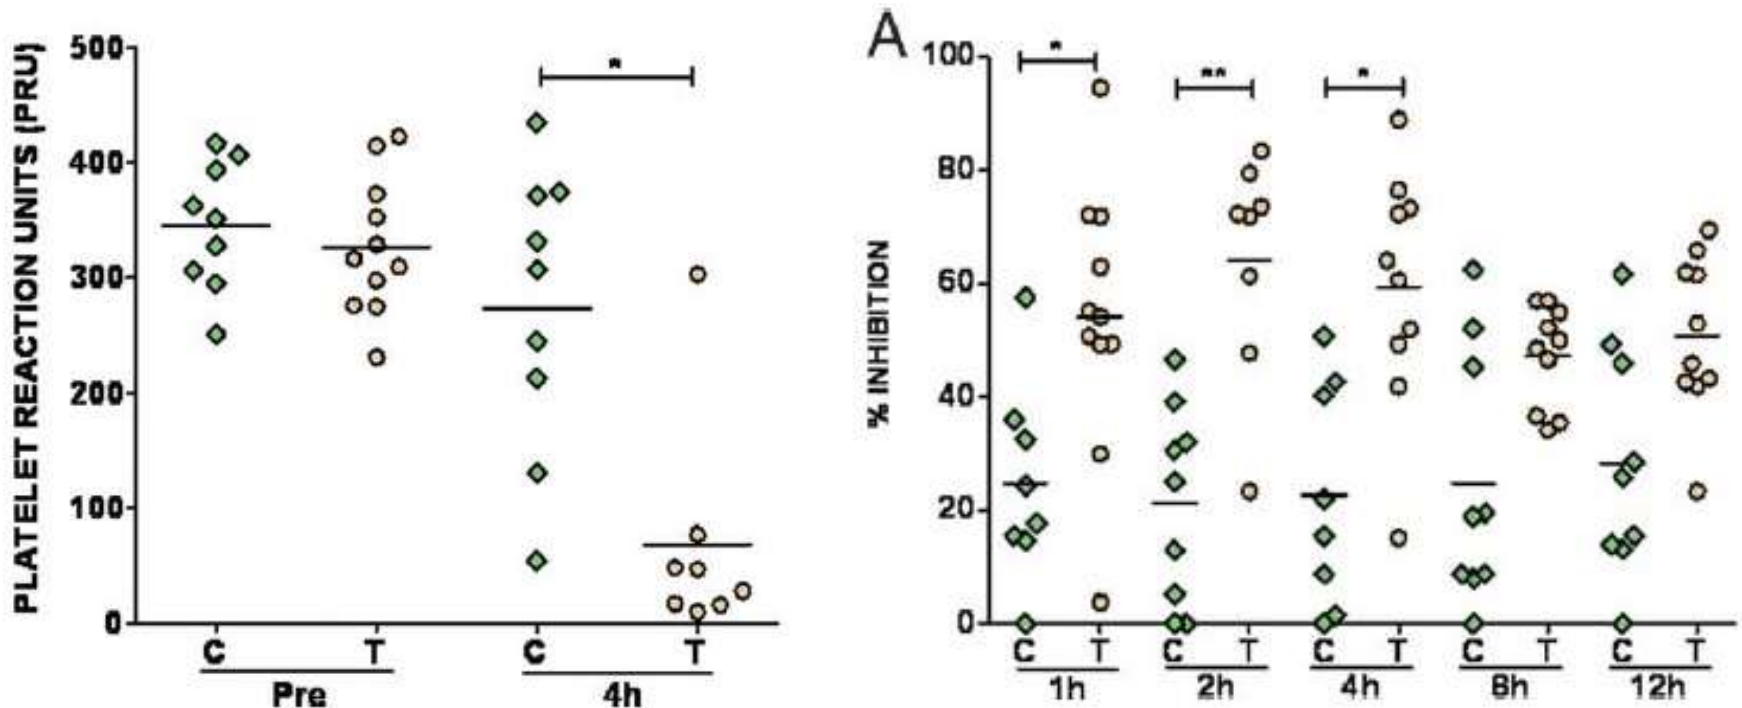 PLATELET REACTION UNITS (PRU)
500
400
300
200
100
0
*
C T C T
Pre 4h
A
% INHIBITION
100
80
60
40
20
0
* ** *
C T C T C T C T C T
1h 2h 4h 8h 12h